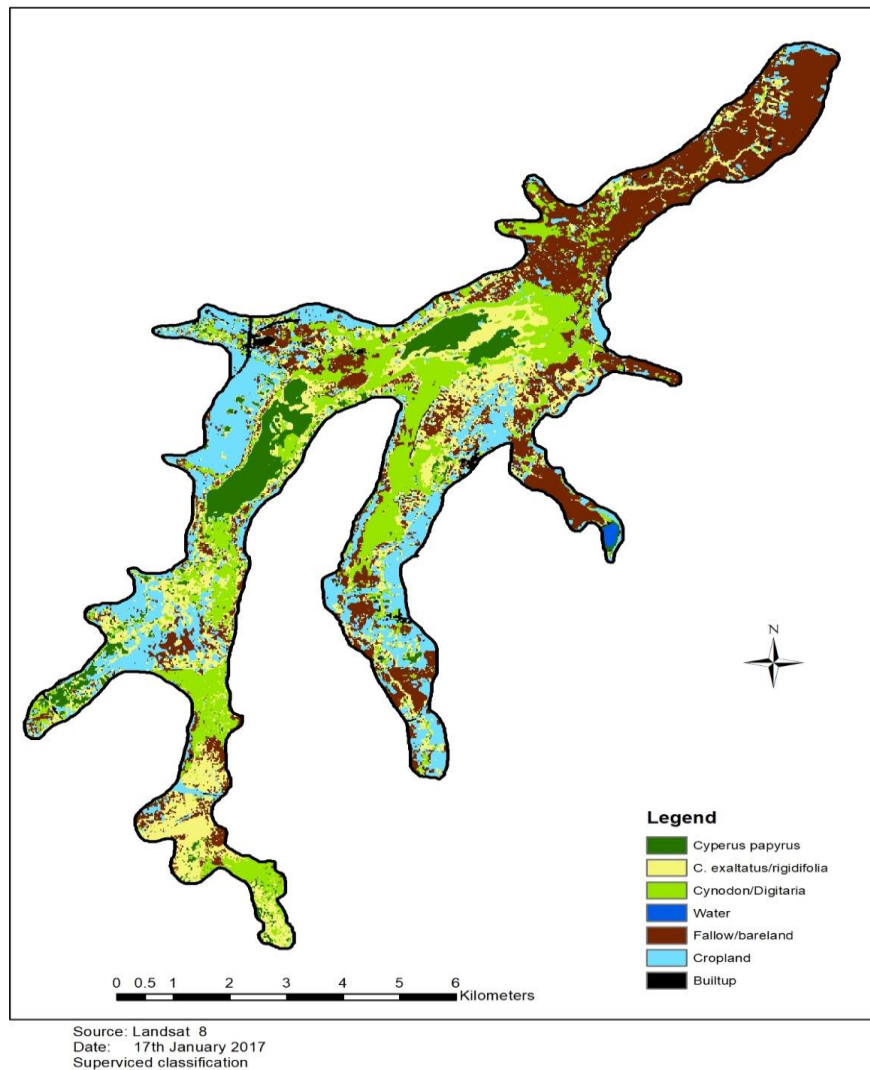 N
Legend
Cyperus papyrus
C. exaltatus/rigidifolia
Cynodon/Digitaria
Water
Fallow/bareland
Cropland
Builtup
0 0.5 1 2 3 4 5 6
Kilometers
Source: Landsat 8
Date: 17th January 2017
Superviced classification